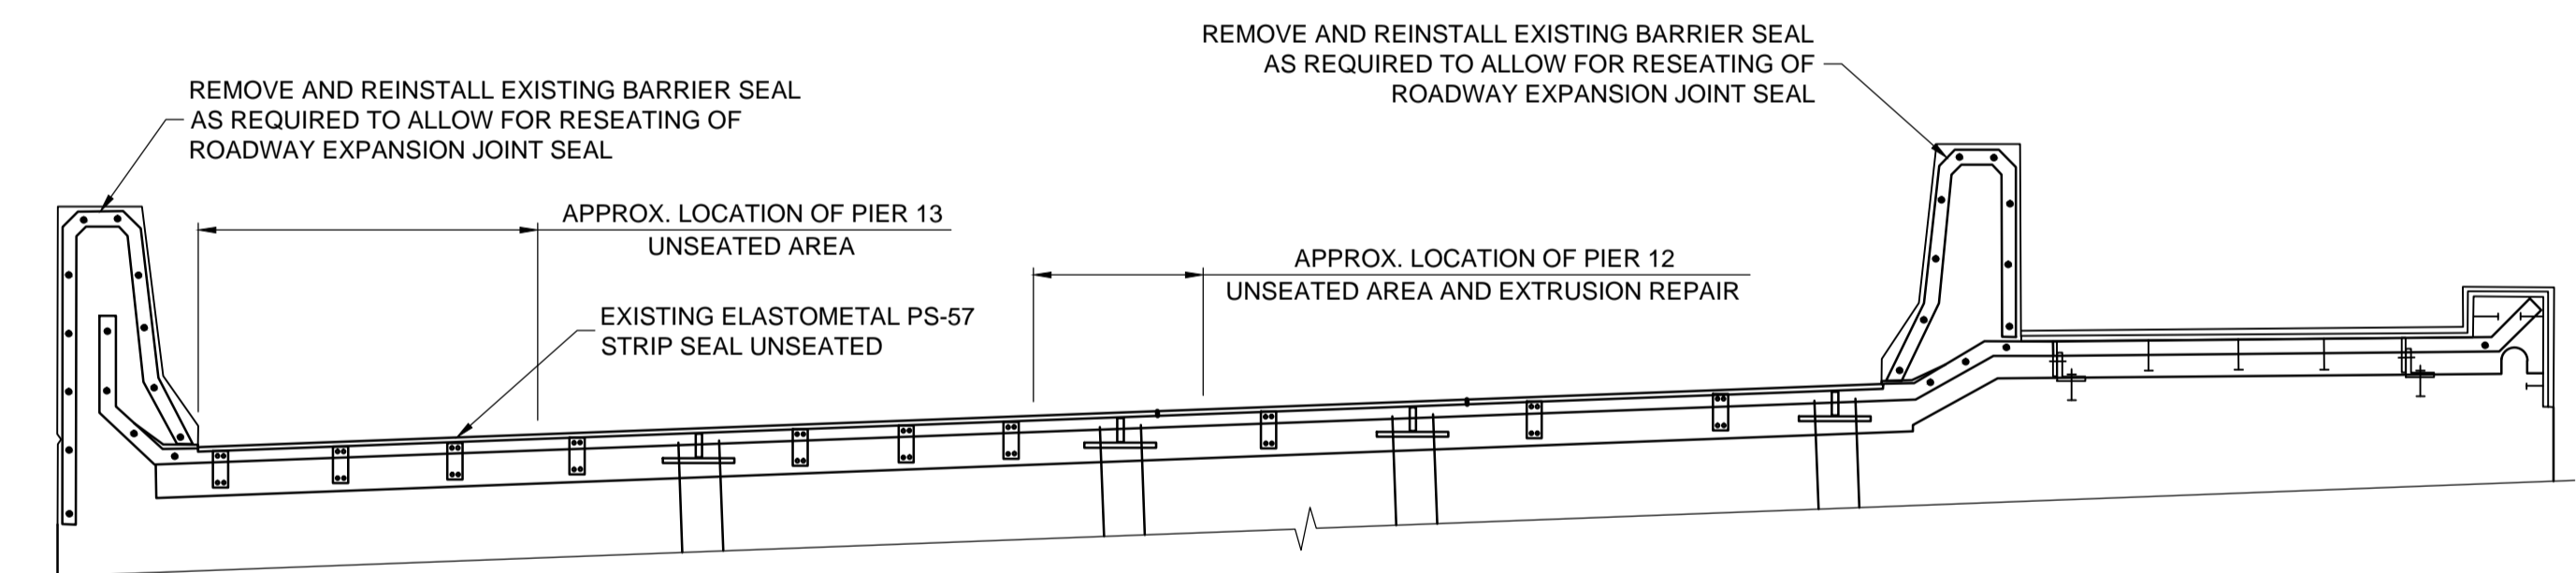 REMOVE AND REINSTALL EXISTING BARRIER SEAL
AS REQUIRED TO ALLOW FOR RESEATING OF
ROADWAY EXPANSION JOINT SEAL
REMOVE AND REINSTALL EXISTING BARRIER SEAL
AS REQUIRED TO ALLOW FOR RESEATING OF
ROADWAY EXPANSION JOINT SEAL
APPROX. LOCATION OF PIER 13
UNSEATED AREA
APPROX. LOCATION OF PIER 12
UNSEATED AREA AND EXTRUSION REPAIR
EXISTING ELASTOMETAL PS-57
STRIP SEAL UNSEATED